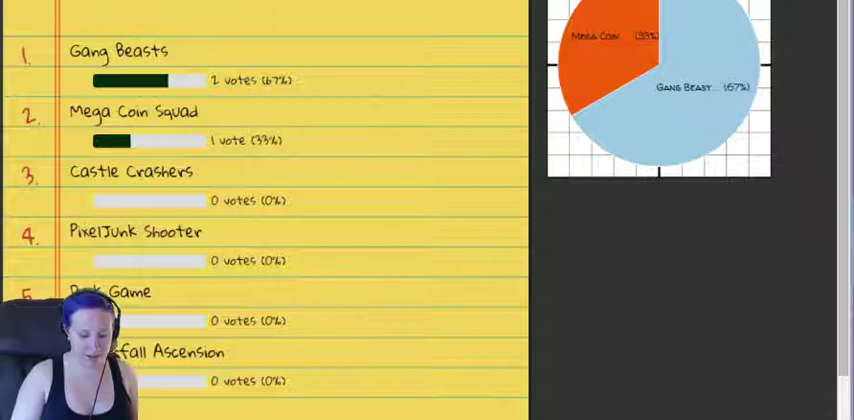 1. Gang Beasts
2 votes (67%)
2. Mega Coin Squad
1 vote (33%)
3. Castle Crashers
0 votes (0%)
4. PixelJunk Shooter
0 votes (0%)
5. Game
0 votes (0%)
Ascension
0 votes (0%)
Mega Coin... (33%)
Gang Beast... (67%)